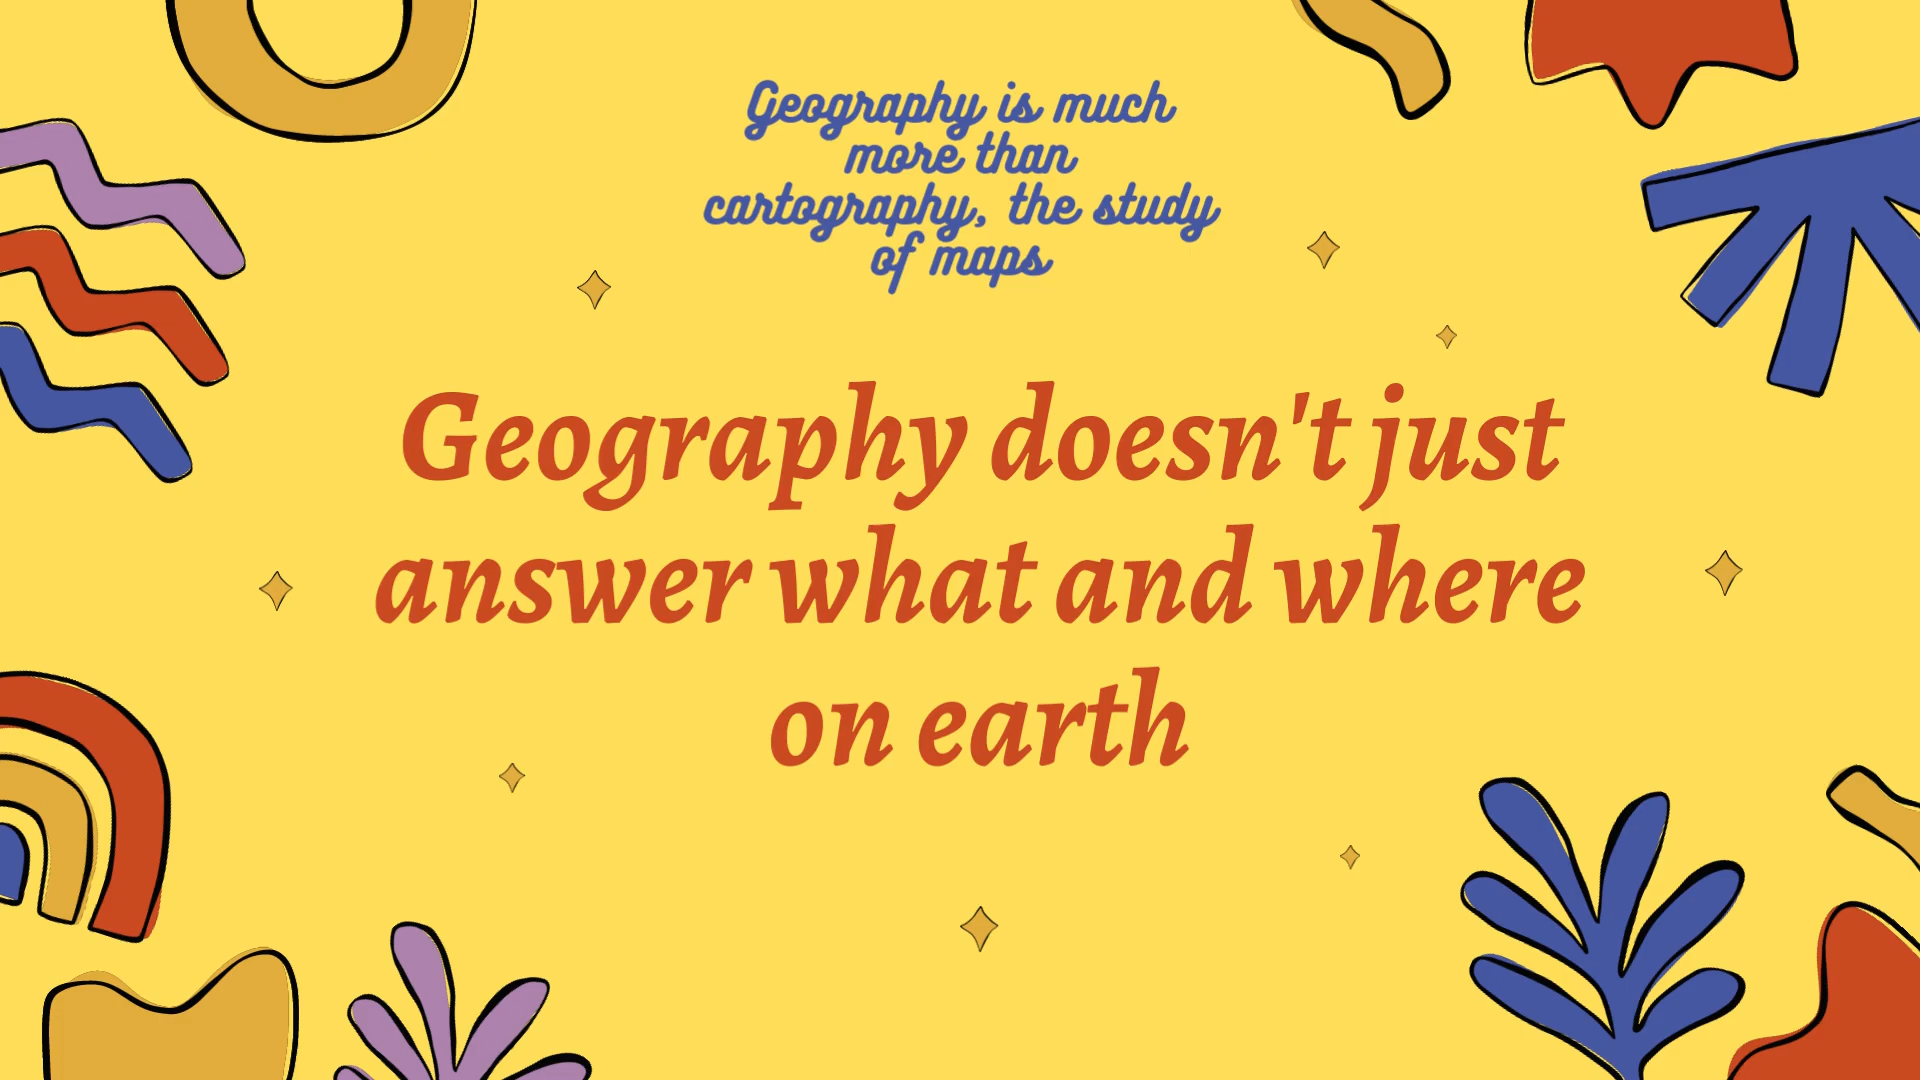 Geography is much
more than
cartography, the study
of maps
Geography doesn't just
answer what and where
on earth